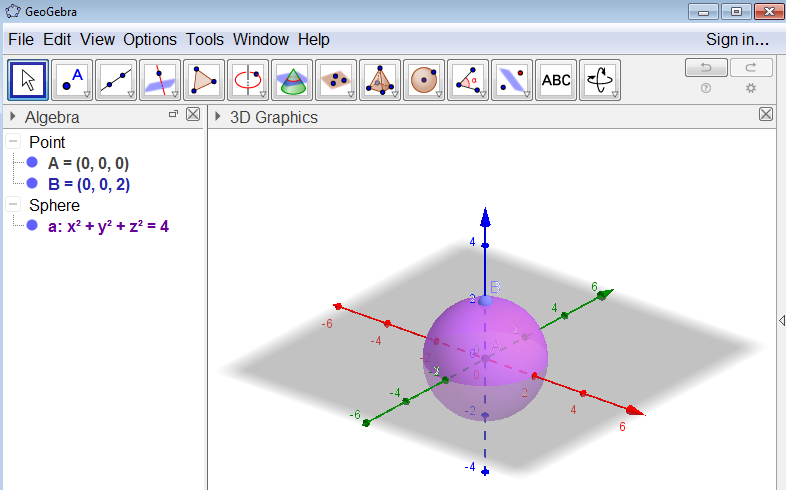 GeoGebra
File Edit View Options Tools Window Help Sign in...
A α ABC
Algebra
3D Graphics
Point
A = (0, 0, 0)
B = (0, 0, 2)
Sphere
a: x² + y² + z² = 4
4
6
B
2
4
-6
-4
A
0
0
-4
2
-2
4
-6
6
-4